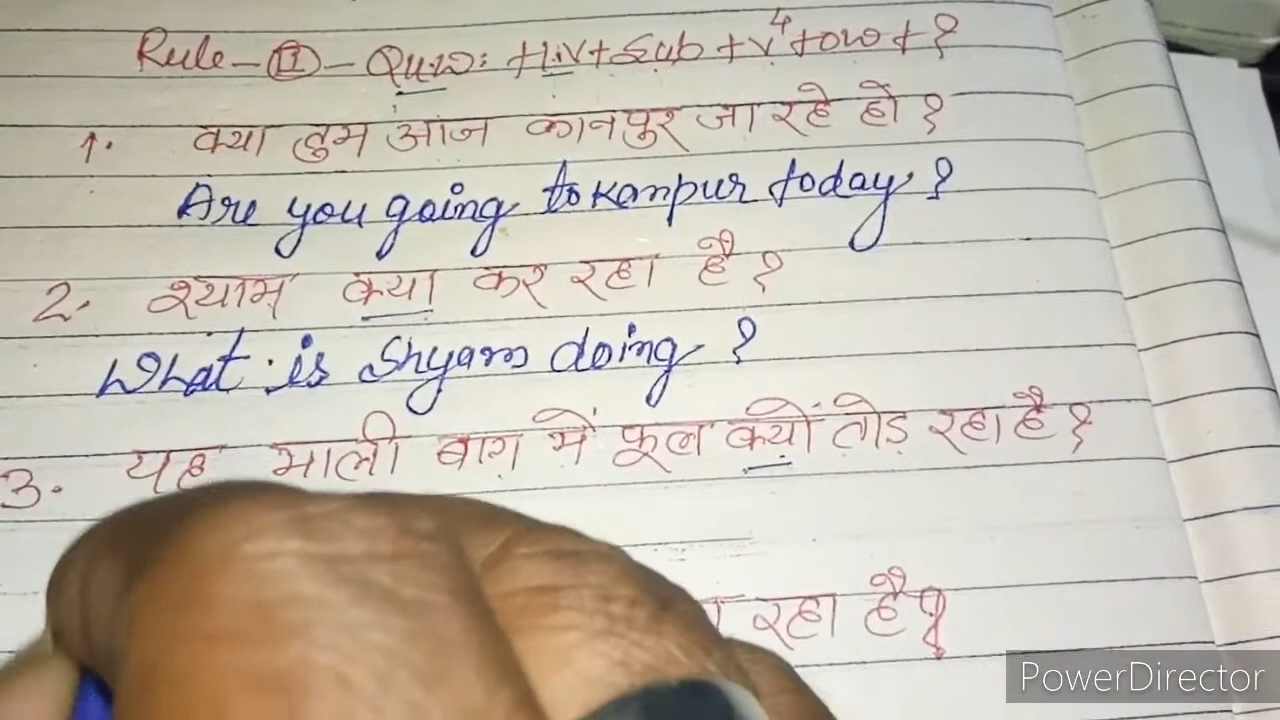 Rule-II- Q.u.w: + H.V + Sub + V⁴ + ow + ?
1. क्या तुम आज कानपुर जा रहे हो ?
Are you going to Kanpur today ?
2. श्याम क्या कर रहा है ?
What is Shyam doing ?
3. यह माली बाग़ में फूल क्यों तोड़ रहा है ?
रहा है ?
PowerDirector